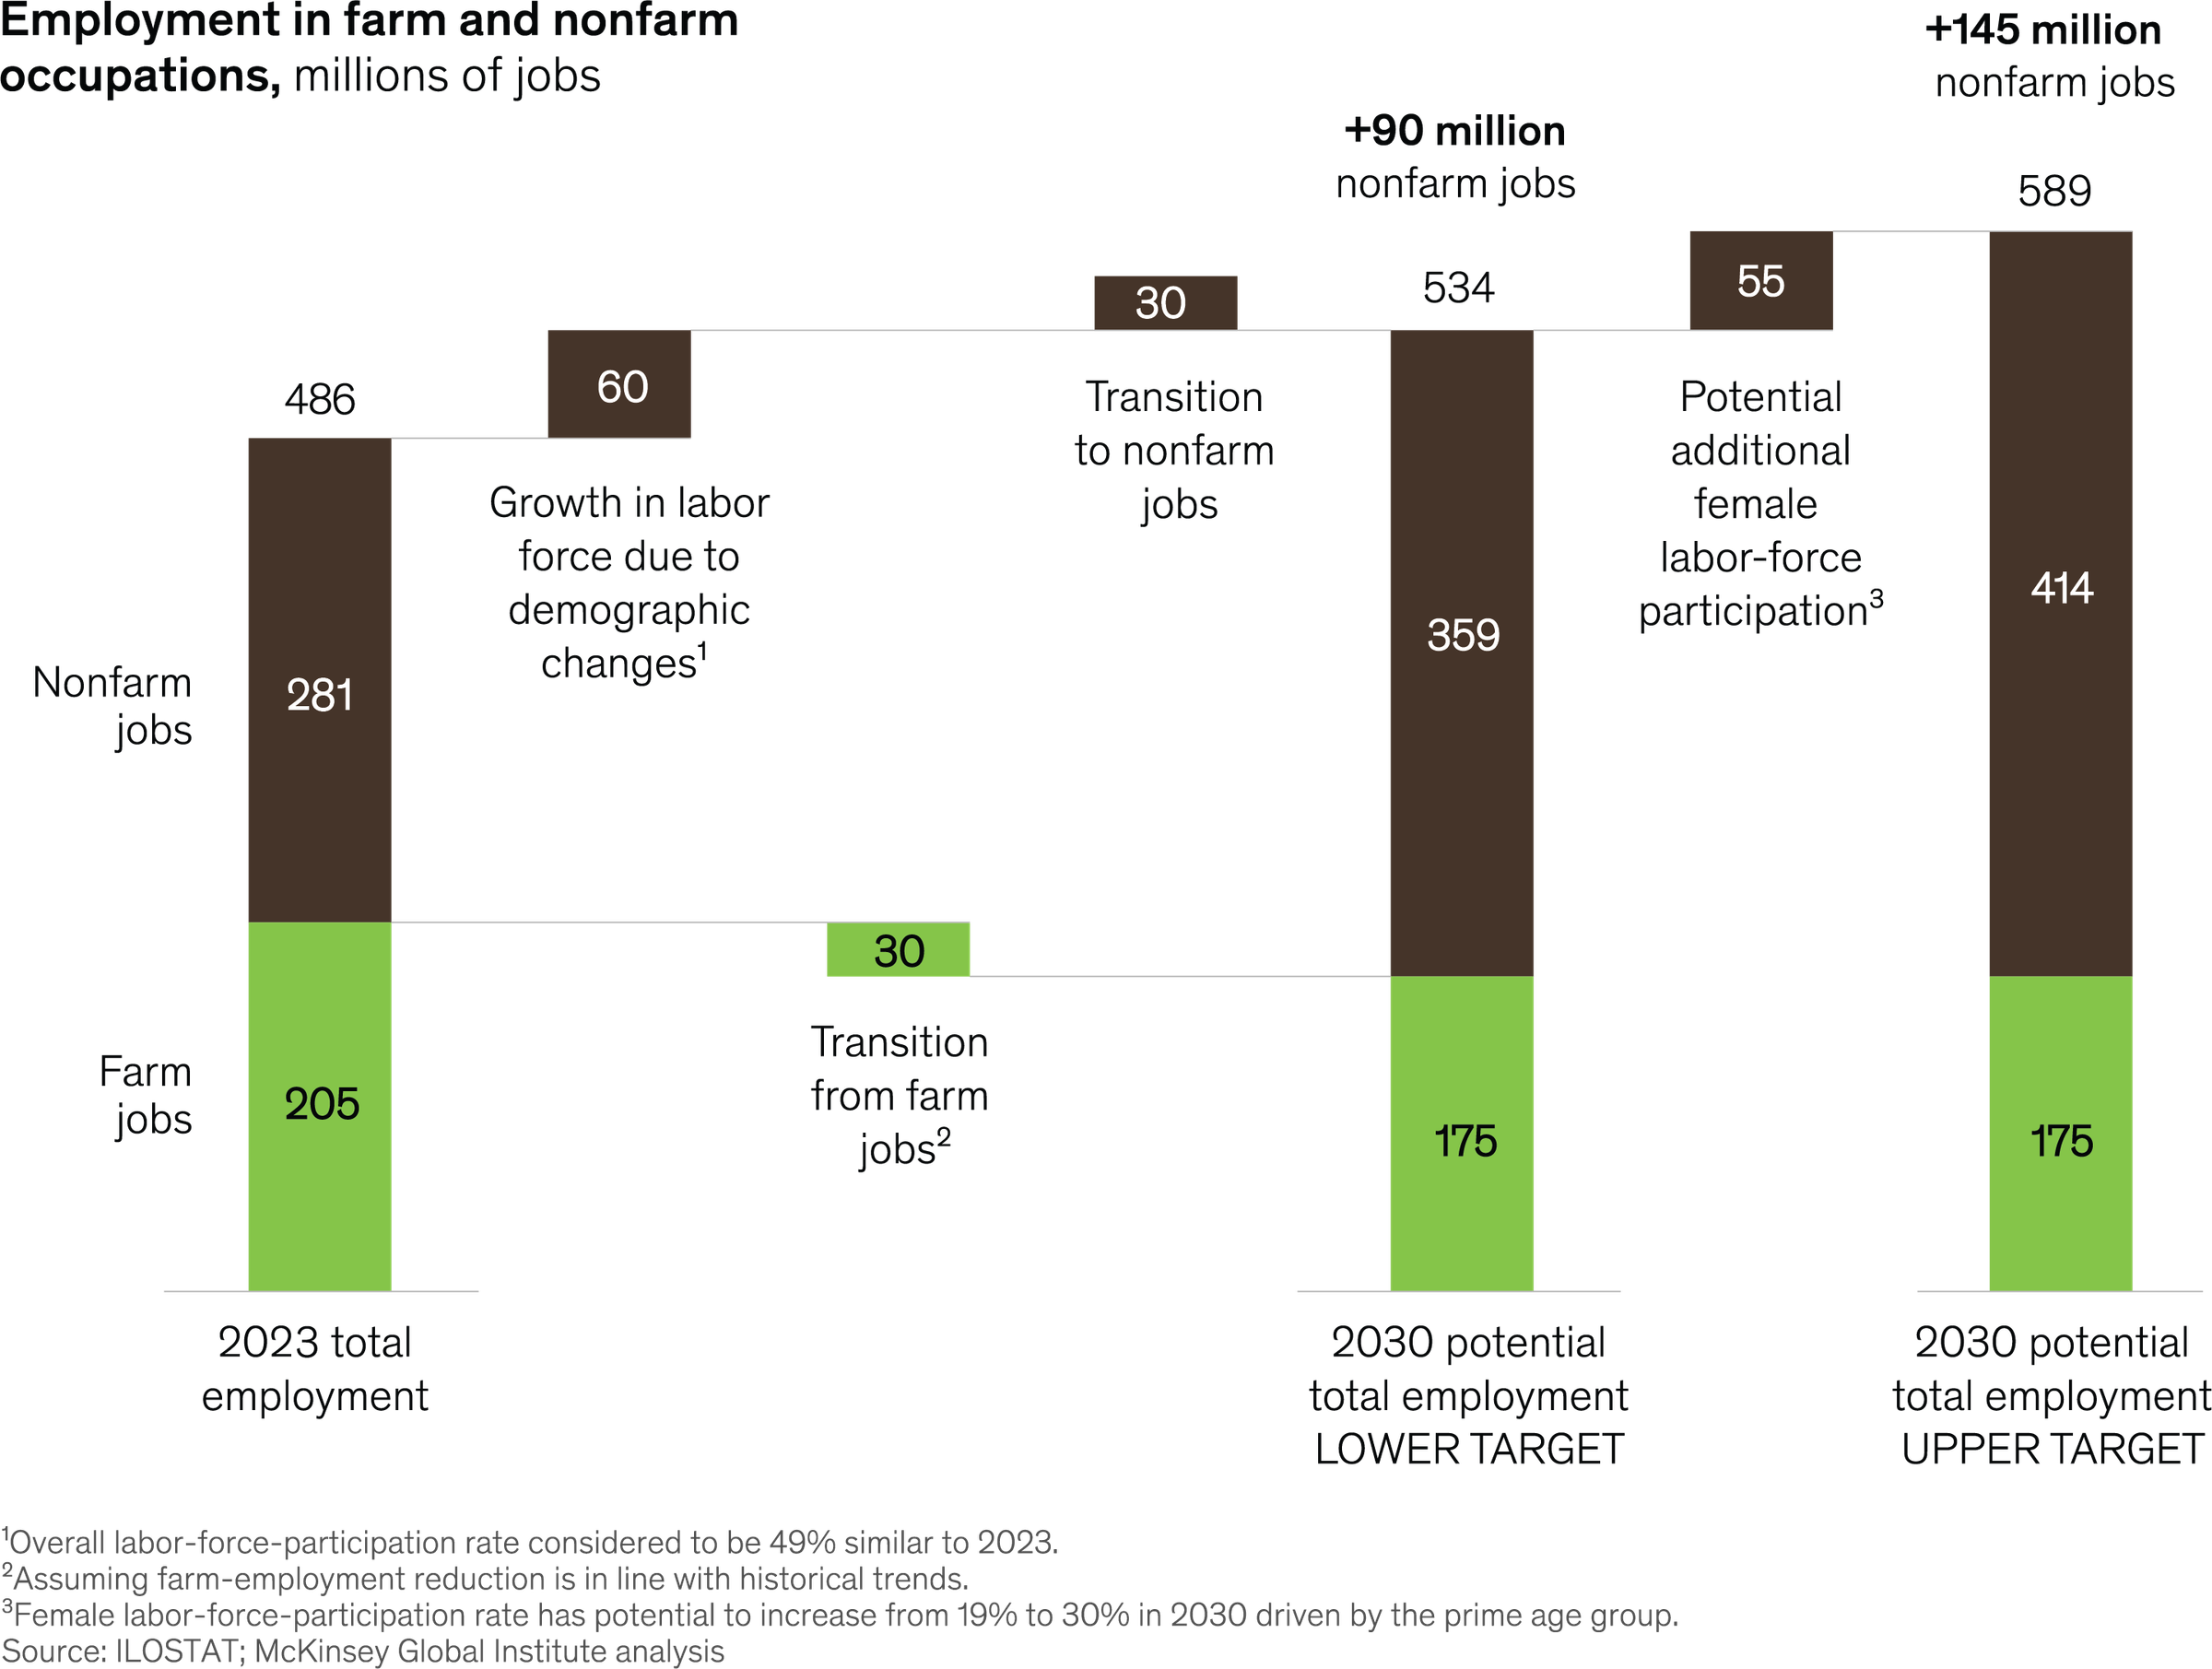 Employment in farm and nonfarm
occupations, millions of jobs
+145 million
nonfarm jobs
+90 million
nonfarm jobs
589
30
534
55
486
60
Transition
to nonfarm
jobs
Potential
additional
female
labor-force
participation³
Growth in labor
force due to
demographic
changes¹
414
359
Nonfarm
jobs
281
30
Transition
from farm
jobs²
Farm
jobs
205
175
175
2023 total
employment
2030 potential
total employment
LOWER TARGET
2030 potential
total employment
UPPER TARGET
¹Overall labor-force-participation rate considered to be 49% similar to 2023.
²Assuming farm-employment reduction is in line with historical trends.
³Female labor-force-participation rate has potential to increase from 19% to 30% in 2030 driven by the prime age group.
Source: ILOSTAT; McKinsey Global Institute analysis